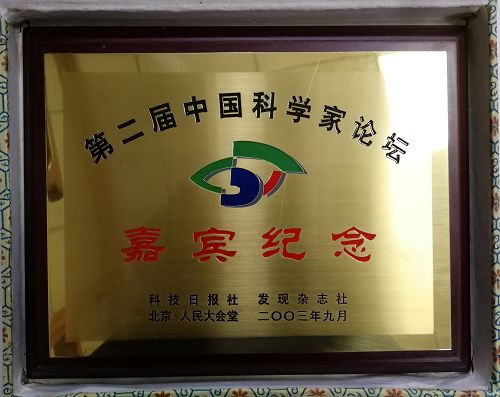 第二届中国科学家论坛
嘉宾纪念
科技日报社 发现杂志社
北京·人民大会堂 二〇〇三年九月